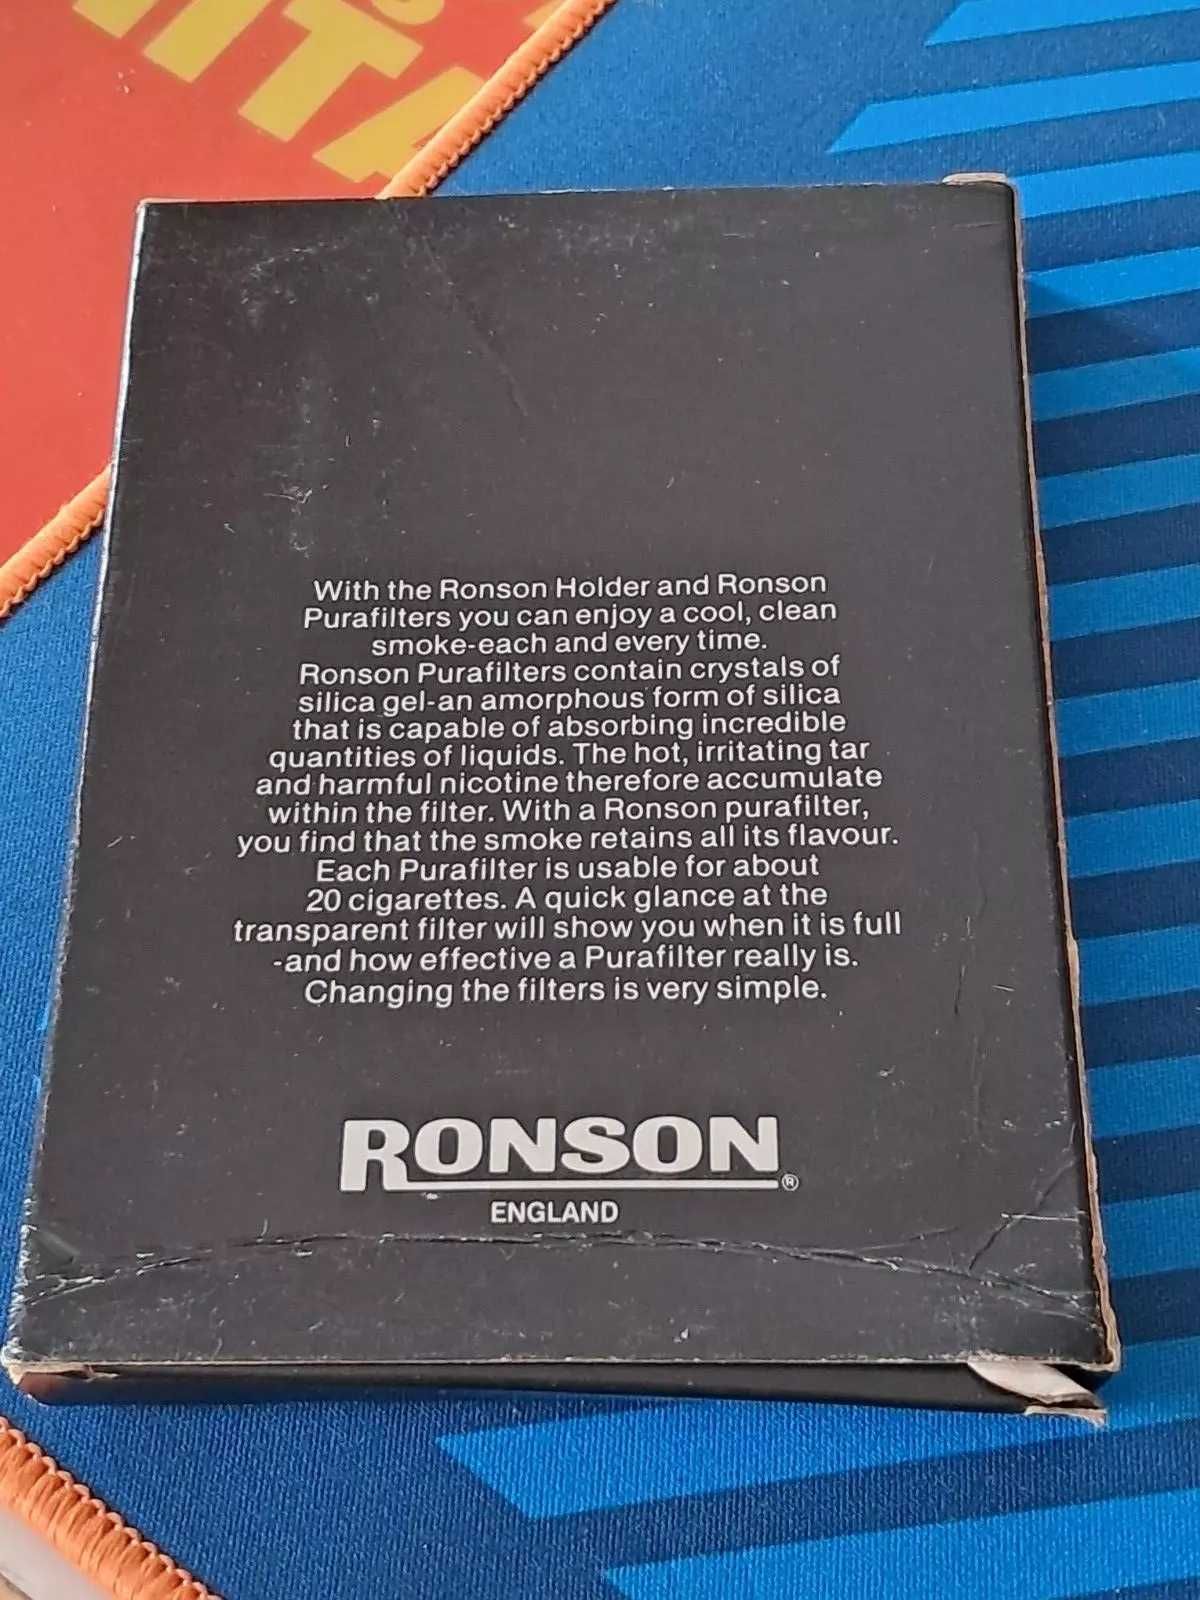 ITA
With the Ronson Holder and Ronson
Purafilters you can enjoy a cool, clean
smoke-each and every time.
Ronson Purafilters contain crystals of
silica gel-an amorphous form of silica
that is capable of absorbing incredible
quantities of liquids. The hot, irritating tar
and harmful nicotine therefore accumulate
within the filter. With a Ronson purafilter,
you find that the smoke retains all its flavour.
Each Purafilter is usable for about
20 cigarettes. A quick glance at the
transparent filter will show you when it is full
-and how effective a Purafilter really is.
Changing the filters is very simple.
RONSON®
ENGLAND